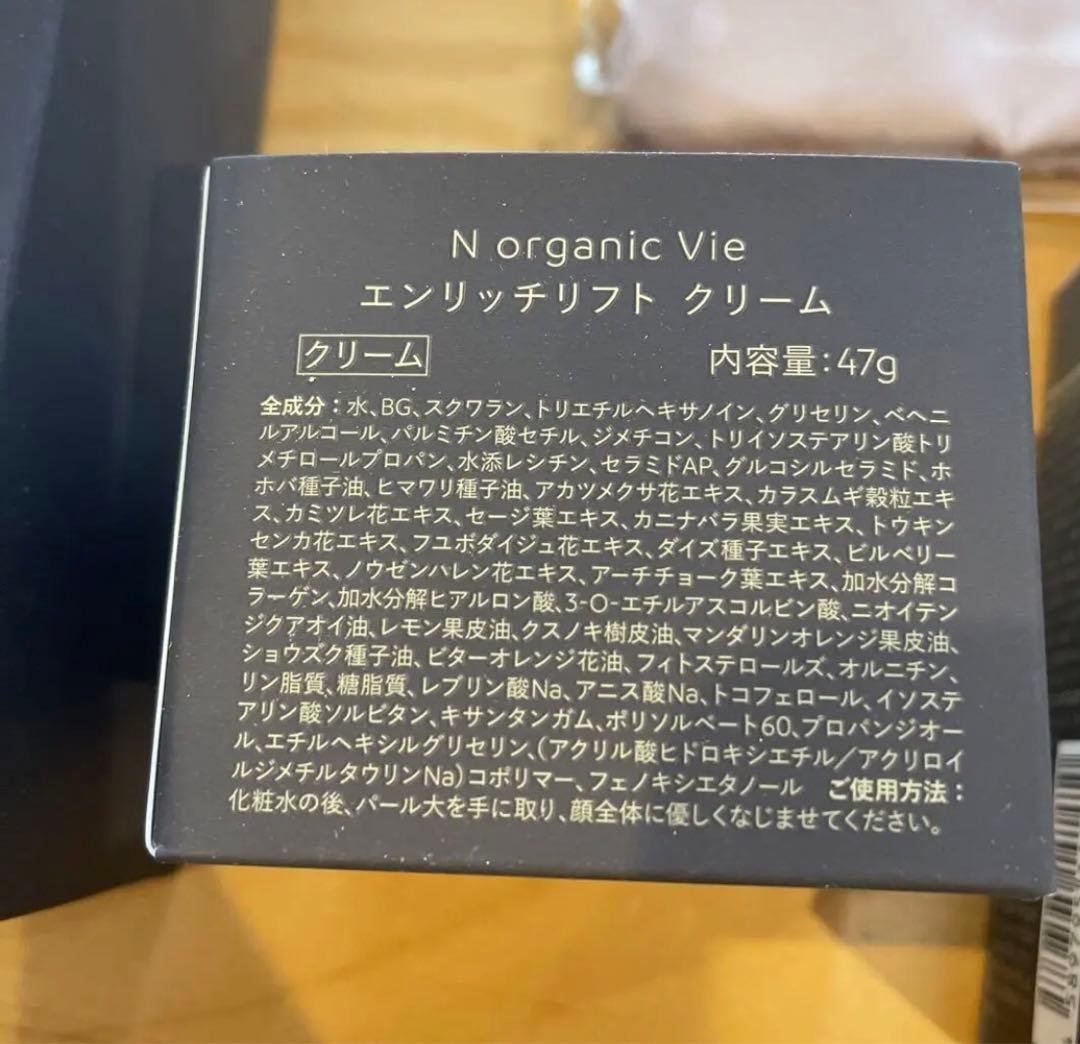 N organic Vie
エンリッチリフト クリーム
クリーム
内容量:47g
全成分:水、BG、スクワラン、トリエチルヘキサノイン、グリセリン、ベヘニ
ルアルコール、パルミチン酸セチル、ジメチコン、トリイソステアリン酸トリ
メチロールプロパン、水添レシチン、セラミドAP、グルコシルセラミド、ホ
ホバ種子油、ヒマワリ種子油、アカツメクサ花エキス、カラスムギ穀粒エキ
ス、カミツレ花エキス、セージ葉エキス、カニナバラ果実エキス、トウキン
センカ花エキス、フユボダイジュ花エキス、ダイズ種子エキス、ビルベリー
葉エキス、ノウゼンハレン花エキス、アーチチョーク葉エキス、加水分解コ
ラーゲン、加水分解ヒアルロン酸、3-O-エチルアスコルビン酸、ニオイテン
ジクアオイ油、レモン果皮油、クスノキ樹皮油、マンダリンオレンジ果皮油、
ショウズク種子油、ビターオレンジ花油、フィトステロールズ、オルニチン、
リン脂質、糖脂質、レブリン酸Na、アニス酸Na、トコフェロール、イソステ
アリン酸ソルビタン、キサンタンガム、ポリソルベート60、プロパンジオー
ル、エチルヘキシルグリセリン、(アクリル酸ヒドロキシエチル/アクリロイ
ルジメチルタウリンNa)コポリマー、フェノキシエタノール ご使用方法:
化粧水の後、パール大を手に取り、顔全体に優しくなじませてください。